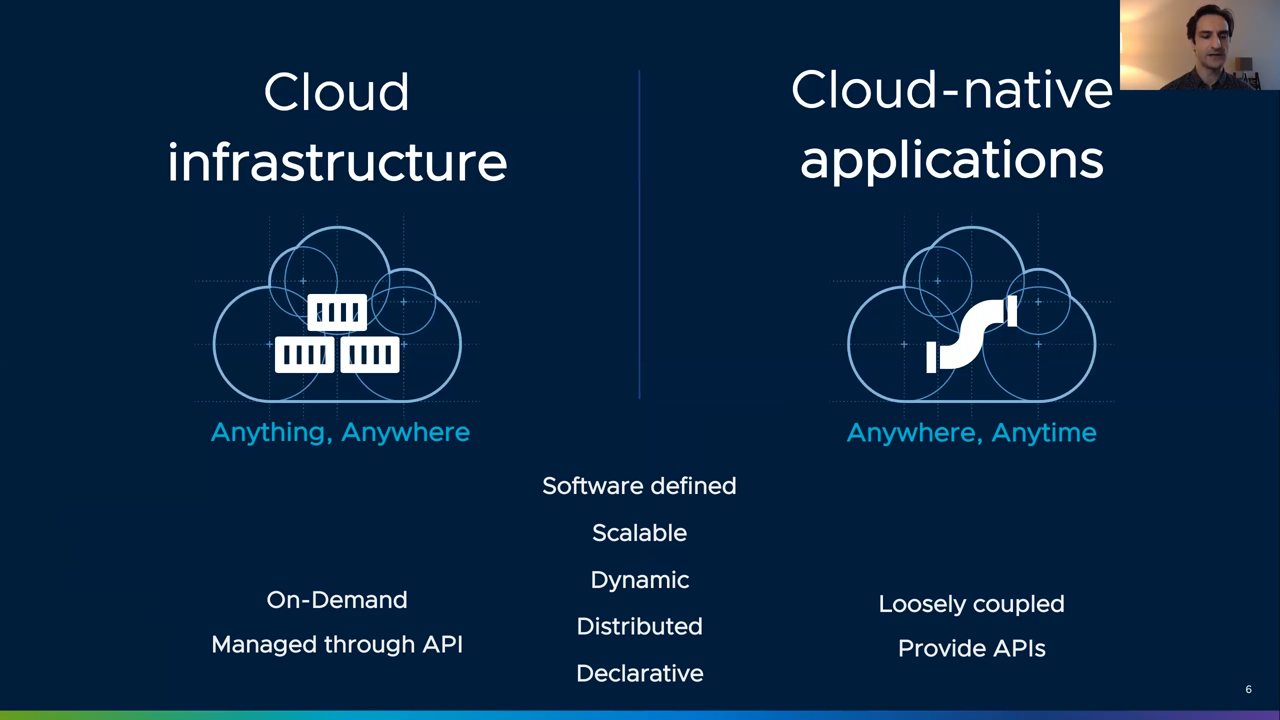 Cloud
infrastructure
Anything, Anywhere
On-Demand
Managed through API
Software defined
Scalable
Dynamic
Distributed
Declarative
Cloud-native
applications
Anywhere, Anytime
Loosely coupled
Provide APIs
6